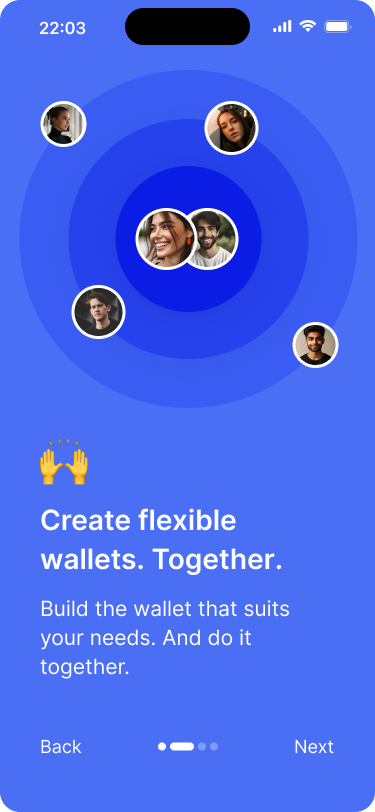 22:03
Create flexible
wallets. Together.
Build the wallet that suits
your needs. And do it
together.
Back
Next